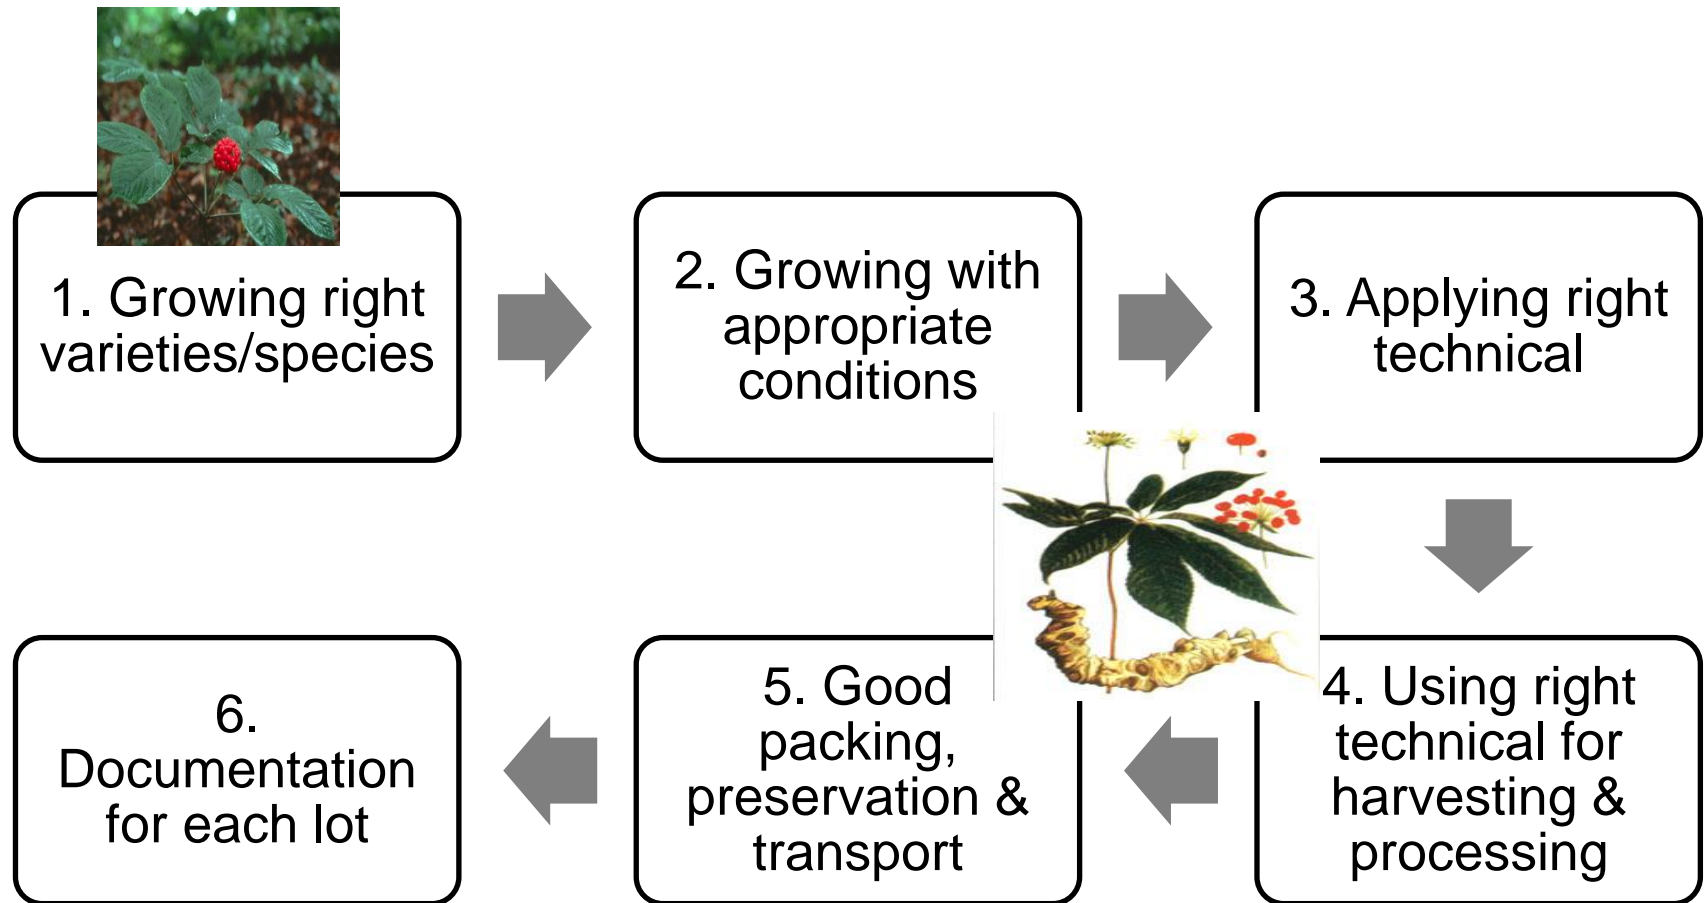 1. Growing right
varieties/species
2. Growing with
appropriate
conditions
3. Applying right
technical
4. Using right
technical for
harvesting &
processing
5. Good
packing,
preservation &
transport
6.
Documentation
for each lot